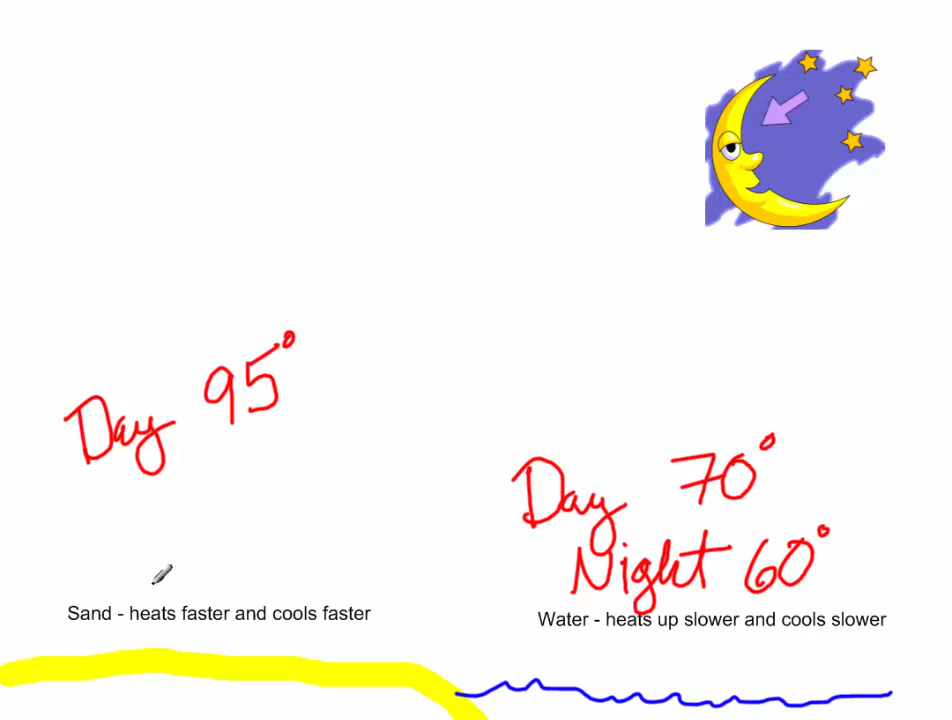 Day 95°
Day 70°
Night 60°
Sand - heats faster and cools faster
Water - heats up slower and cools slower